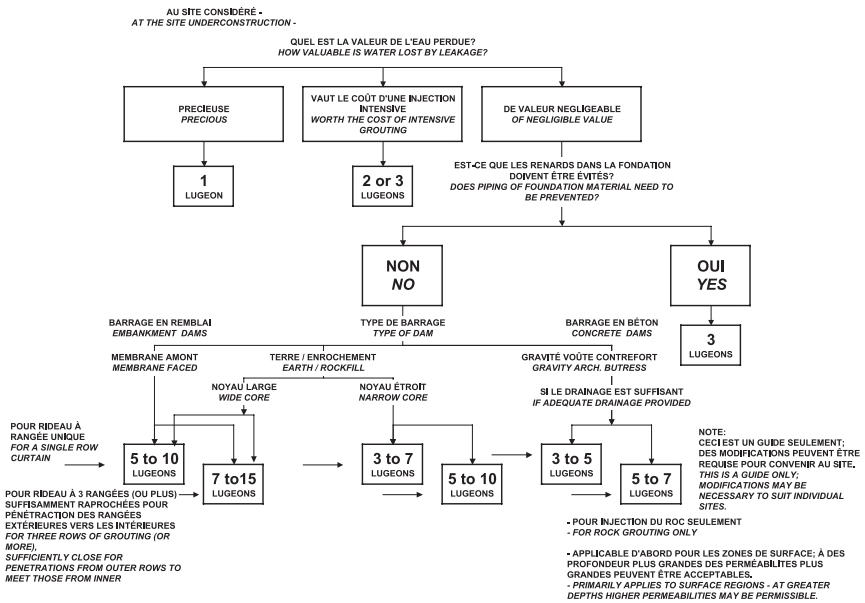 AU SITE CONSIDÉRÉ -
AT THE SITE UNDERCONSTRUCTION -
QUEL EST LA VALEUR DE L'EAU PERDUE?
HOW VALUABLE IS WATER LOST BY LEAKAGE?
PRECIEUSE
PRECIOUS
VAUT LE COÛT D'UNE INJECTION
INTENSIVE
WORTH THE COST OF INTENSIVE
GROUTING
DE VALEUR NEGLIGEABLE
OF NEGLIGIBLE VALUE
1
LUGEON
2 or 3
LUGEONS
EST-CE QUE LES RENARDS DANS LA FONDATION
DOIVENT ÊTRE ÉVITÉS?
DOES PIPING OF FOUNDATION MATERIAL NEED TO
BE PREVENTED?
NON
NO
OUI
YES
3
LUGEONS
BARRAGE EN REMBLAI
EMBANKMENT DAMS
TYPE DE BARRAGE
TYPE OF DAM
BARRAGE EN BÉTON
CONCRETE DAMS
MEMBRANE AMONT
MEMBRANE FACED
TERRE / ENROCHEMENT
EARTH / ROCKFILL
GRAVITÉ VOÛTE CONTREFORT
GRAVITY ARCH. BUTRESS
NOYAU LARGE
WIDE CORE
NOYAU ÉTROIT
NARROW CORE
SI LE DRAINAGE EST SUFFISANT
IF ADEQUATE DRAINAGE PROVIDED
POUR RIDEAU À
RANGÉE UNIQUE
FOR A SINGLE ROW
CURTAIN
5 to 10
LUGEONS
7 to15
LUGEONS
3 to 7
LUGEONS
5 to 10
LUGEONS
3 to 5
LUGEONS
5 to 7
LUGEONS
NOTE:
CECI EST UN GUIDE SEULEMENT;
DES MODIFICATIONS PEUVENT ÊTRE
REQUISE POUR CONVENIR AU SITE.
THIS IS A GUIDE ONLY;
MODIFICATIONS MAY BE
NECESSARY TO SUIT INDIVIDUAL
SITES.
POUR RIDEAU À 3 RANGÉES (OU PLUS)
SUFFISAMMENT RAPROCHÉES POUR
PÉNÉTRACTION DES RANGÉES
EXTÉRIEURES VERS LES INTÉRIEURES
FOR THREE ROWS OF GROUTING (OR
MORE),
SUFFICIENTLY CLOSE FOR
PENETRATIONS FROM OUTER ROWS TO
MEET THOSE FROM INNER
- POUR INJECTION DU ROC SEULEMENT
- FOR ROCK GROUTING ONLY
- APPLICABLE D'ABORD POUR LES ZONES DE SURFACE; À DES
PROFONDEUR PLUS GRANDES DES PERMÉABILITES PLUS
GRANDES PEUVENT ÊTRE ACCEPTABLES.
- PRIMARILY APPLIES TO SURFACE REGIONS - AT GREATER
DEPTHS HIGHER PERMEABILITIES MAY BE PERMISSIBLE.